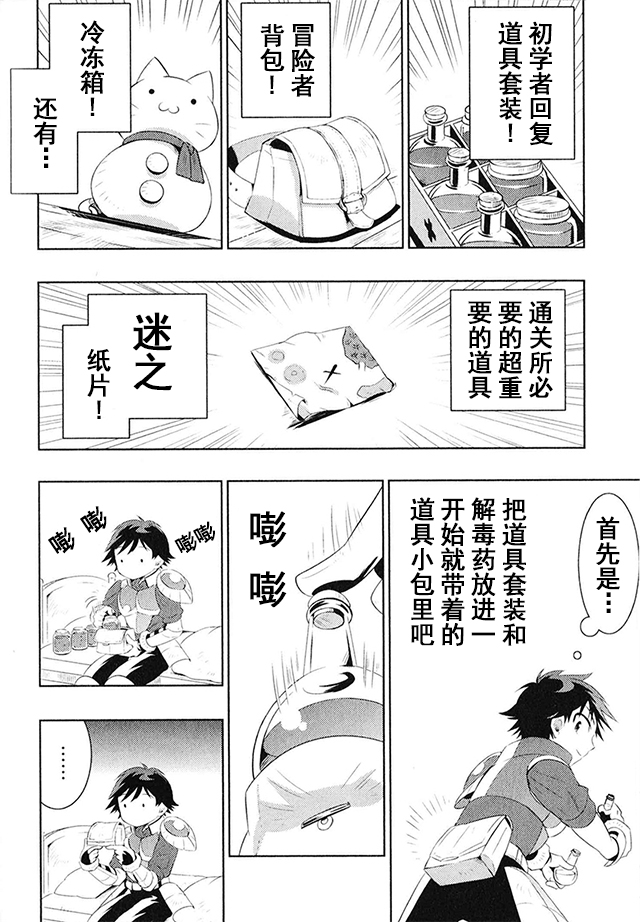 初学者回复
道具套装！
冒险者
背包！
冷冻箱！
还有…
通关所必
要的超重
要的道具
迷之
纸片！
首先是…
把道具套装和
解毒药放进一
开始就带着的
道具小包里吧
嘭
嘭
嘭
嘭
嘭
嘭
……